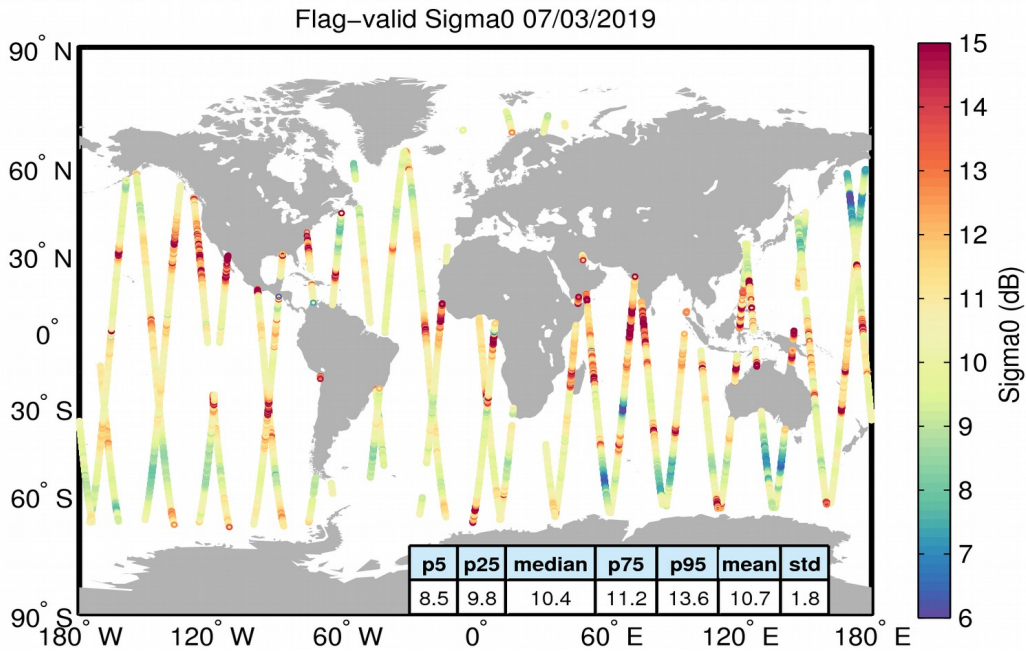 Flag−valid Sigma0 07/03/2019
90° N
60° N
30° N
0°
30° S
60° S
90° S
180° W
120° W
60° W
0°
60° E
120° E
180° E
p5 p25 median p75 p95 mean std
8.5 9.8 10.4 11.2 13.6 10.7 1.8
15
14
13
12
11
10
9
8
7
6
Sigma0 (dB)